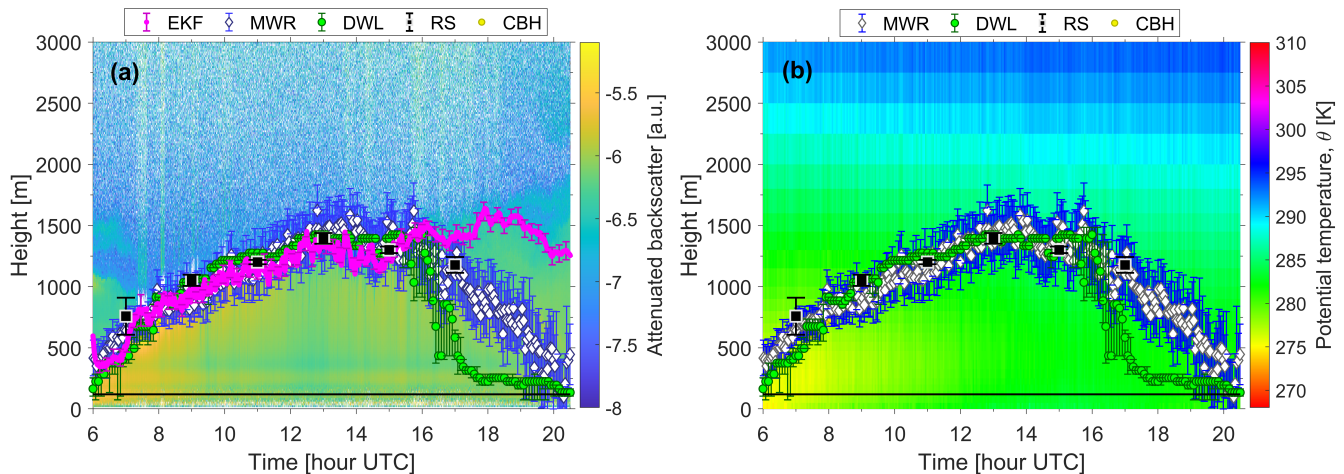 EKF MWR DWL RS CBH
(a)
3000
2500
2000
1500
1000
500
0
Height [m]
6 8 10 12 14 16 18 20
Time [hour UTC]
-5.5
-6
-6.5
-7
-7.5
-8
Attenuated backscatter [a.u.]
MWR DWL RS CBH
(b)
3000
2500
2000
1500
1000
500
0
Height [m]
6 8 10 12 14 16 18 20
Time [hour UTC]
310
305
300
295
290
285
280
275
270
Potential temperature, θ [K]